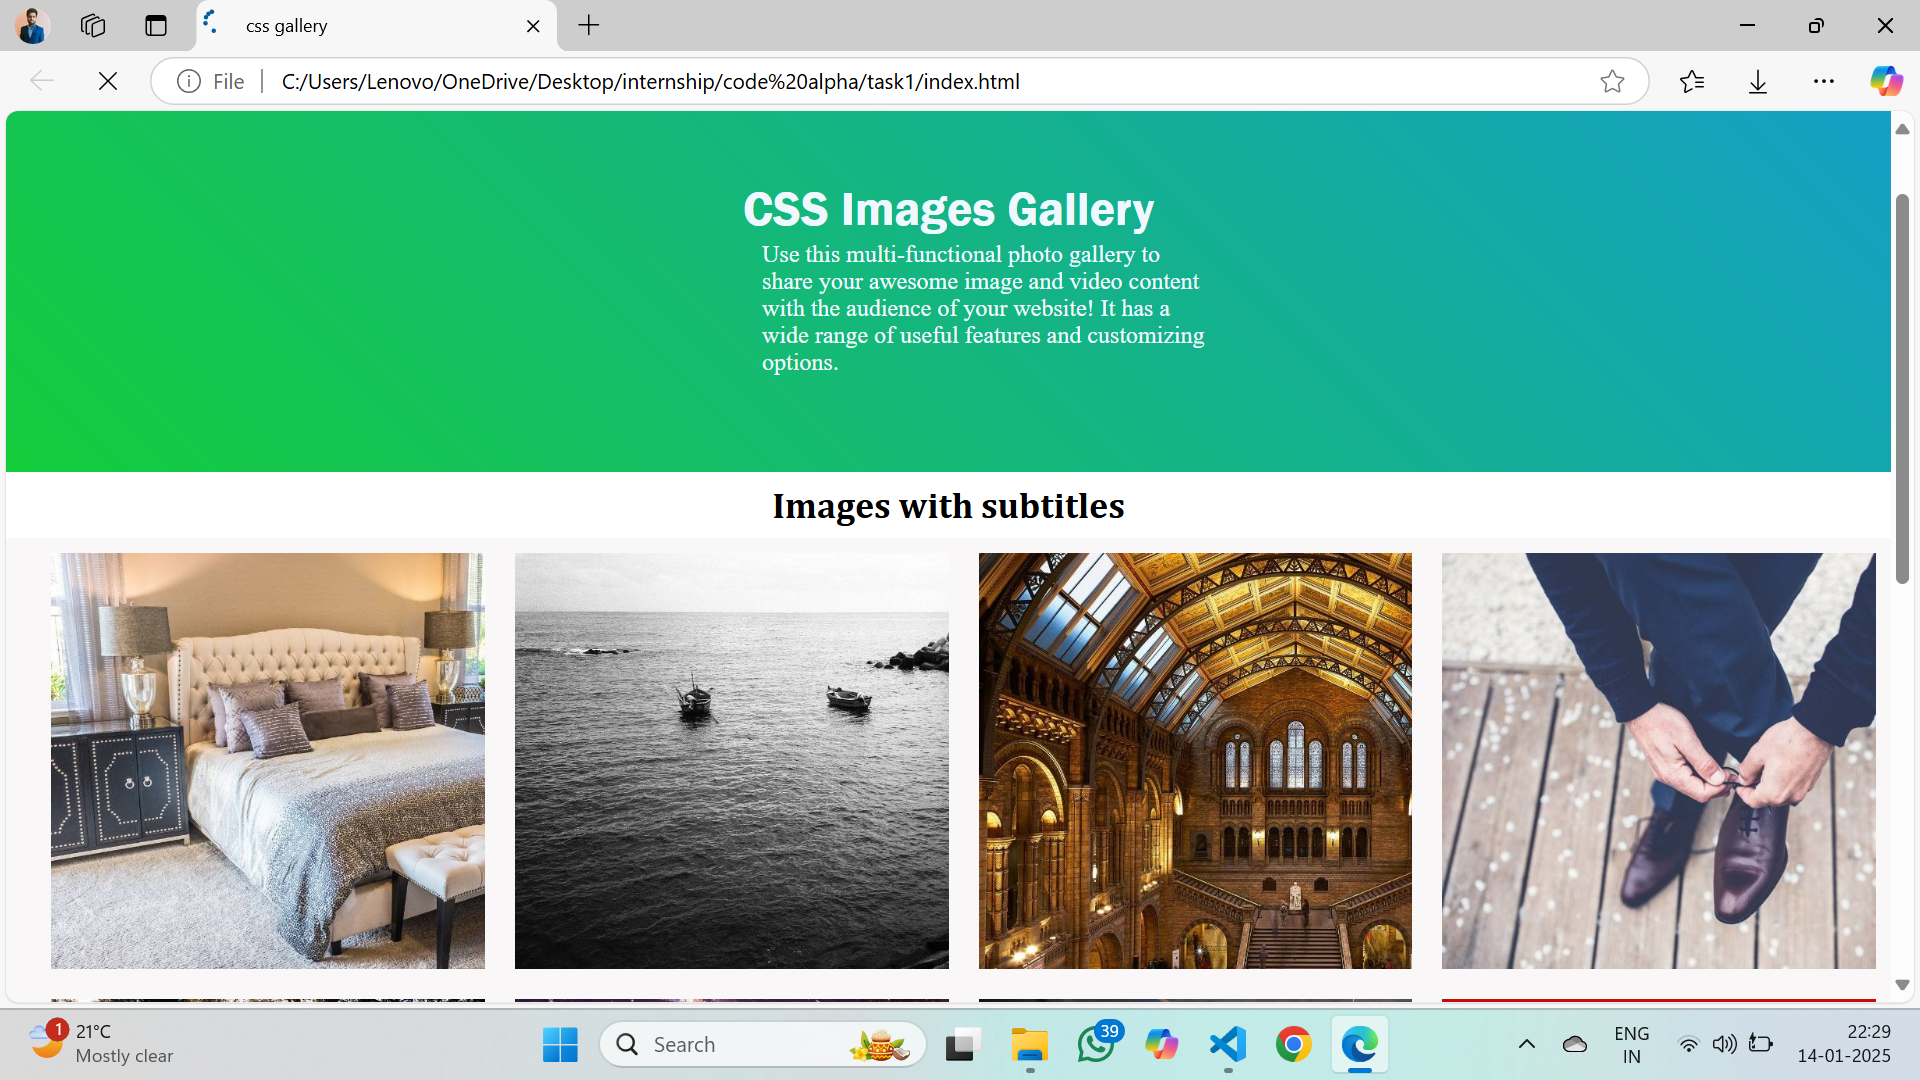 css gallery
File
C:/Users/Lenovo/OneDrive/Desktop/internship/code%20alpha/task1/index.html
CSS Images Gallery
Use this multi-functional photo gallery to
share your awesome image and video content
with the audience of your website! It has a
wide range of useful features and customizing
options.
Images with subtitles
1
21°C
Mostly clear
Search
39
ENG
IN
22:29
14-01-2025